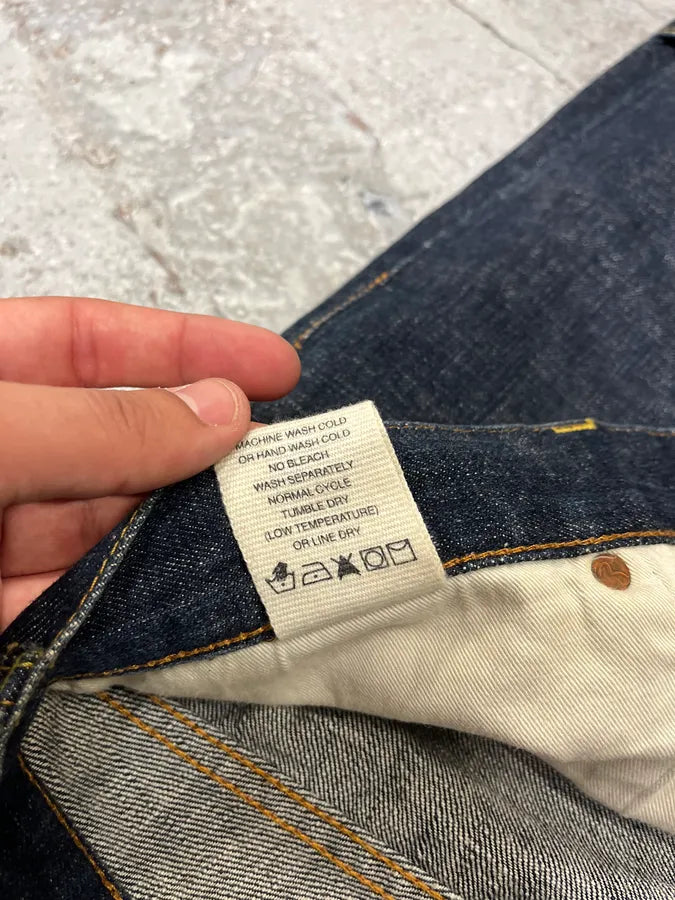 MACHINE WASH COLD
OR HAND WASH COLD
NO BLEACH
WASH SEPARATELY
NORMAL CYCLE
TUMBLE DRY
(LOW TEMPERATURE)
OR LINE DRY